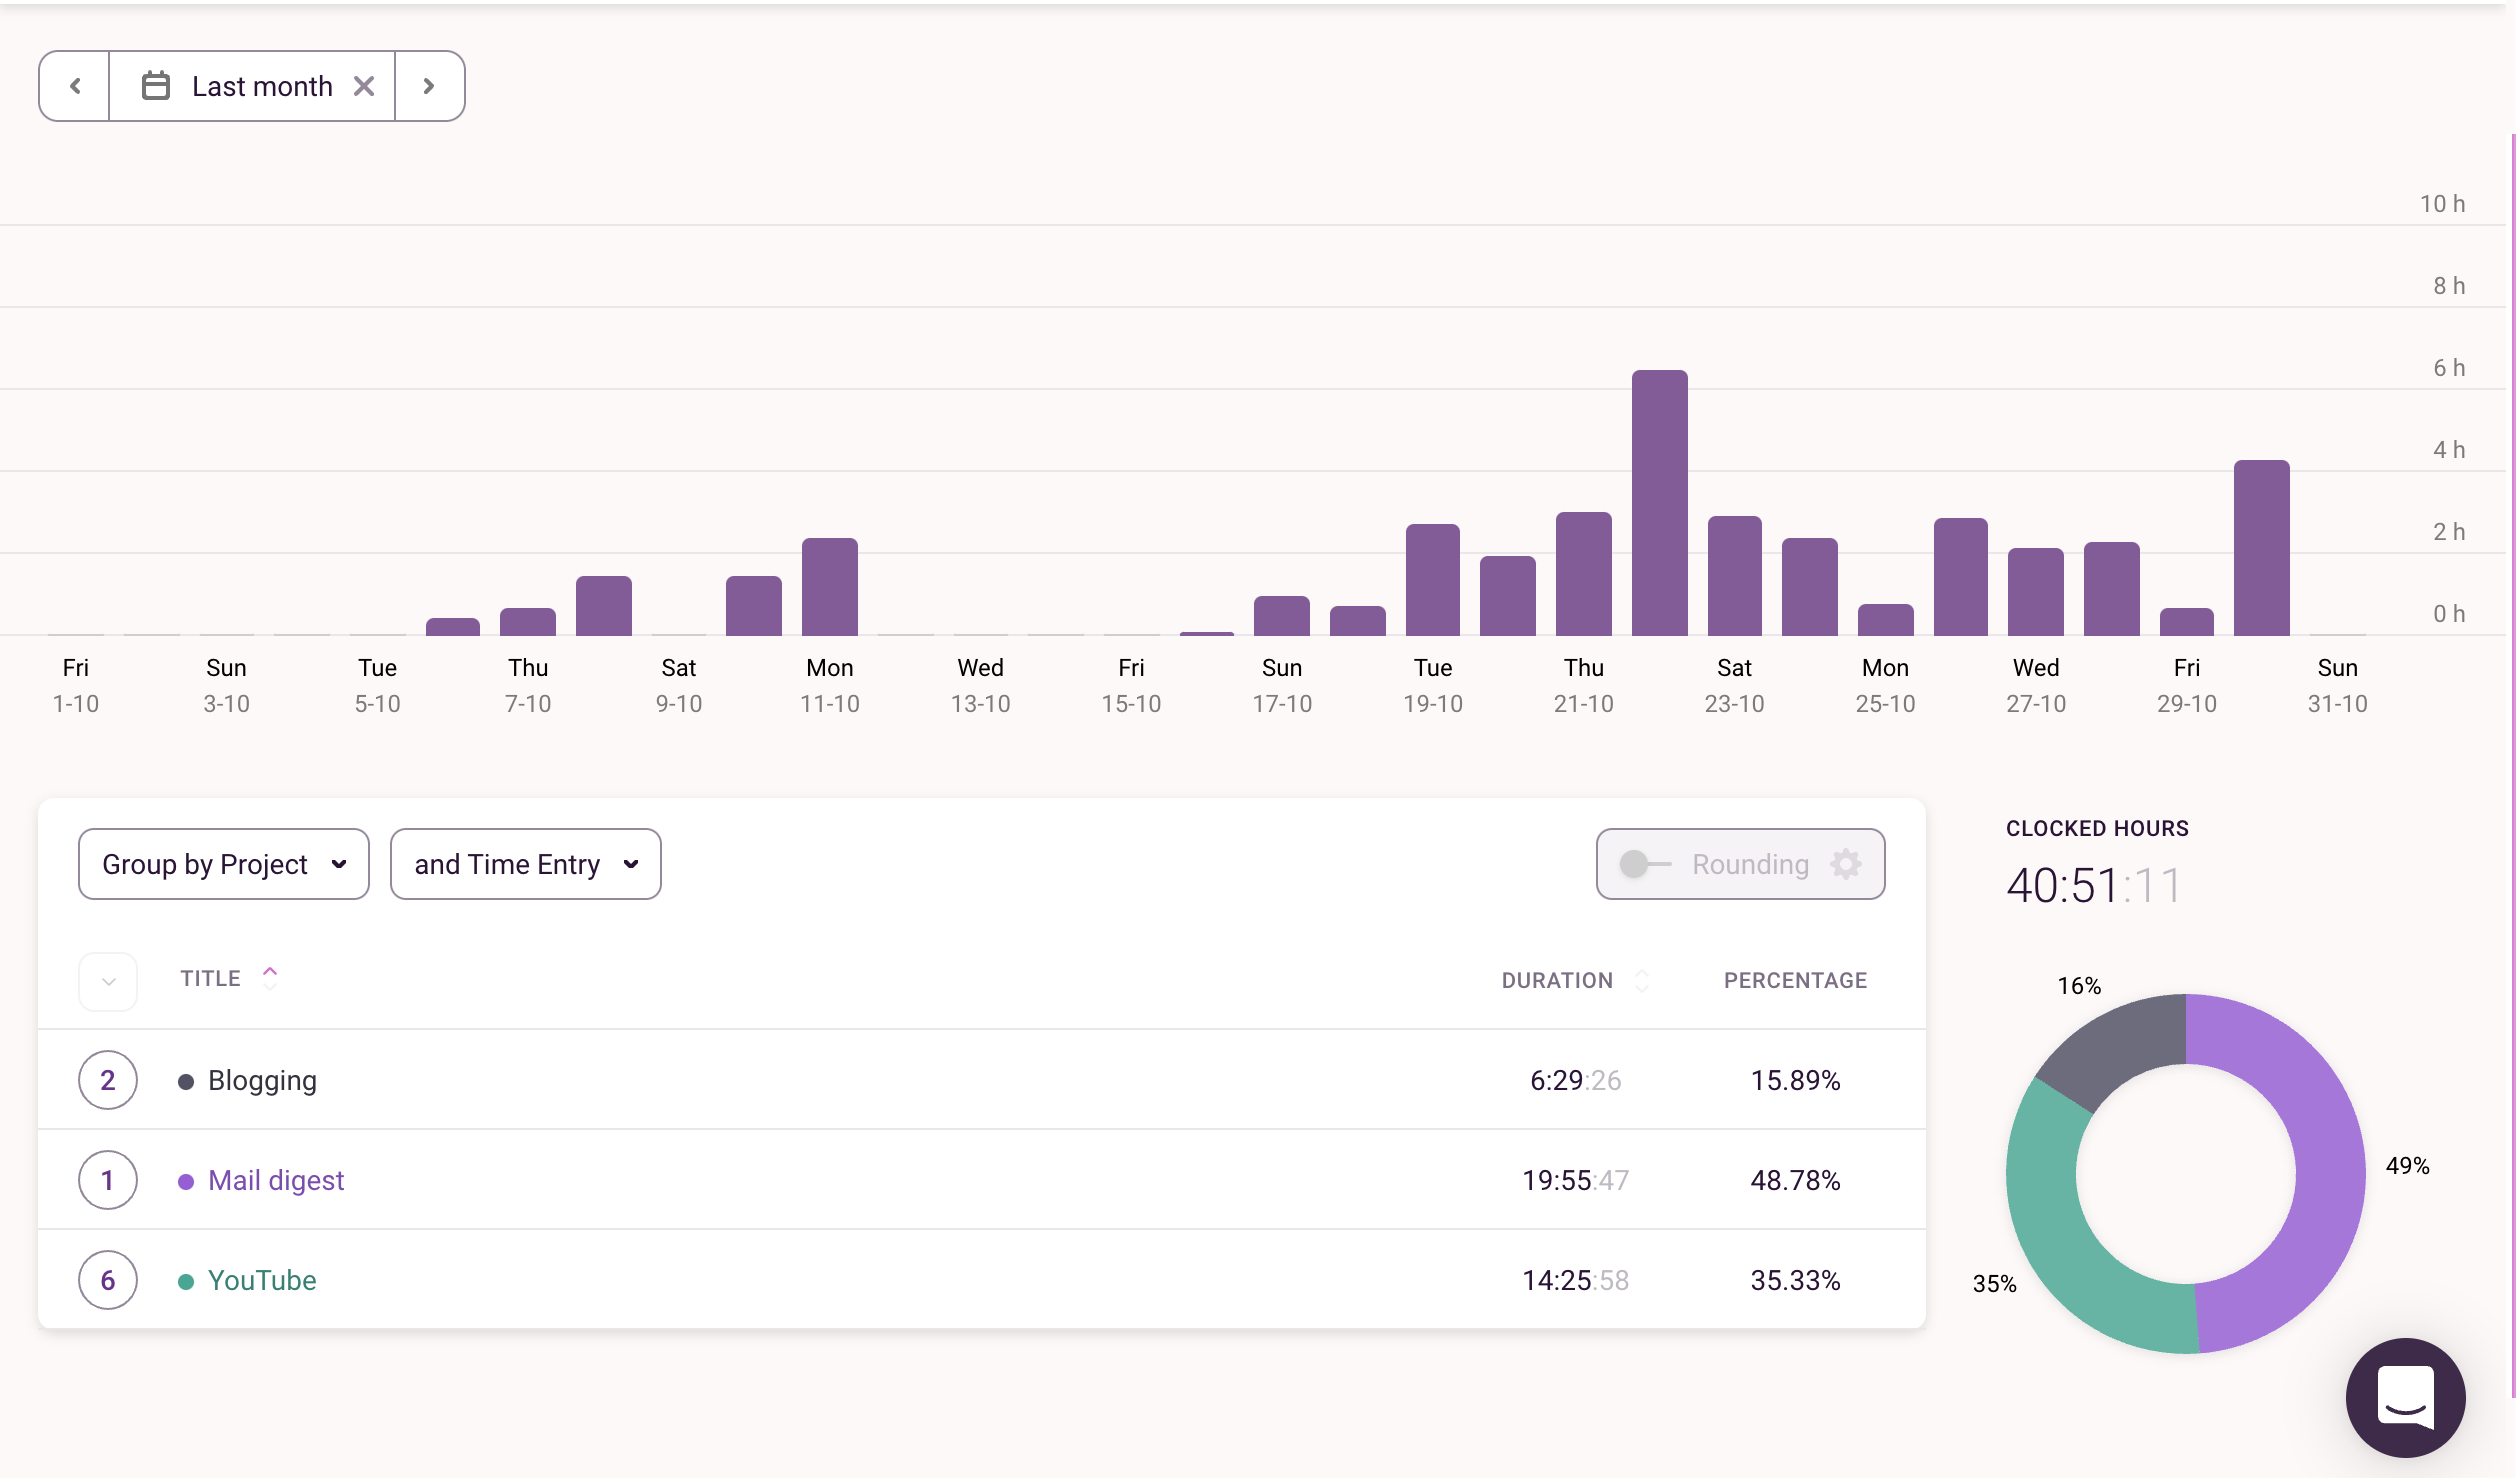 Last month
10 h
8 h
6 h
4 h
2 h
0 h
Fri Sun Tue Thu Sat Mon Wed Fri Sun Tue Thu Sat Mon Wed Fri Sun
1-10 3-10 5-10 7-10 9-10 11-10 13-10 15-10 17-10 19-10 21-10 23-10 25-10 27-10 29-10 31-10
Group by Project and Time Entry Rounding
TITLE DURATION PERCENTAGE
2 Blogging 6:29:26 15.89%
1 Mail digest 19:55:47 48.78%
6 YouTube 14:25:58 35.33%
CLOCKED HOURS
40:51:11
16%
49%
35%